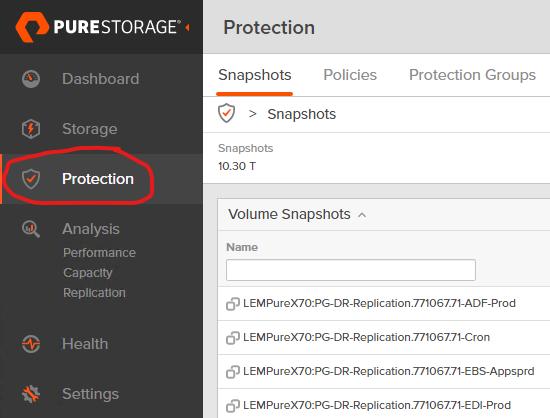 PURESTORAGE®
Dashboard
Storage
Protection
Analysis
Performance
Capacity
Replication
Health
Settings
Protection
Snapshots Policies Protection Groups
> Snapshots
Snapshots
10.30 T
Volume Snapshots
Name
LEMPureX70:PG-DR-Replication.771067.71-ADF-Prod
LEMPureX70:PG-DR-Replication.771067.71-Cron
LEMPureX70:PG-DR-Replication.771067.71-EBS-Appsprd
LEMPureX70:PG-DR-Replication.771067.71-EDI-Prod